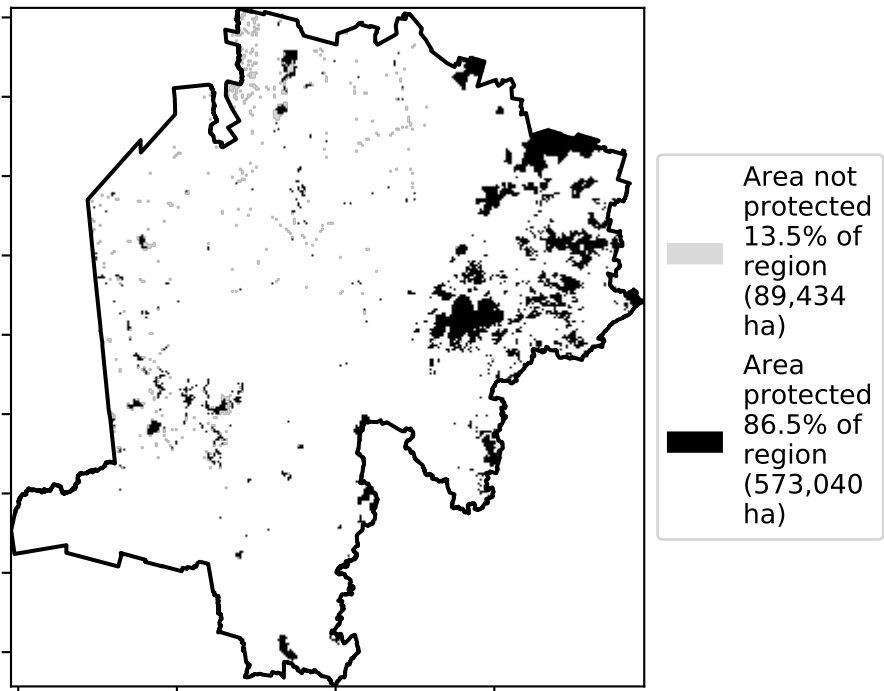 Area not
protected
13.5% of
region
(89,434
ha)
Area
protected
86.5% of
region
(573,040
ha)